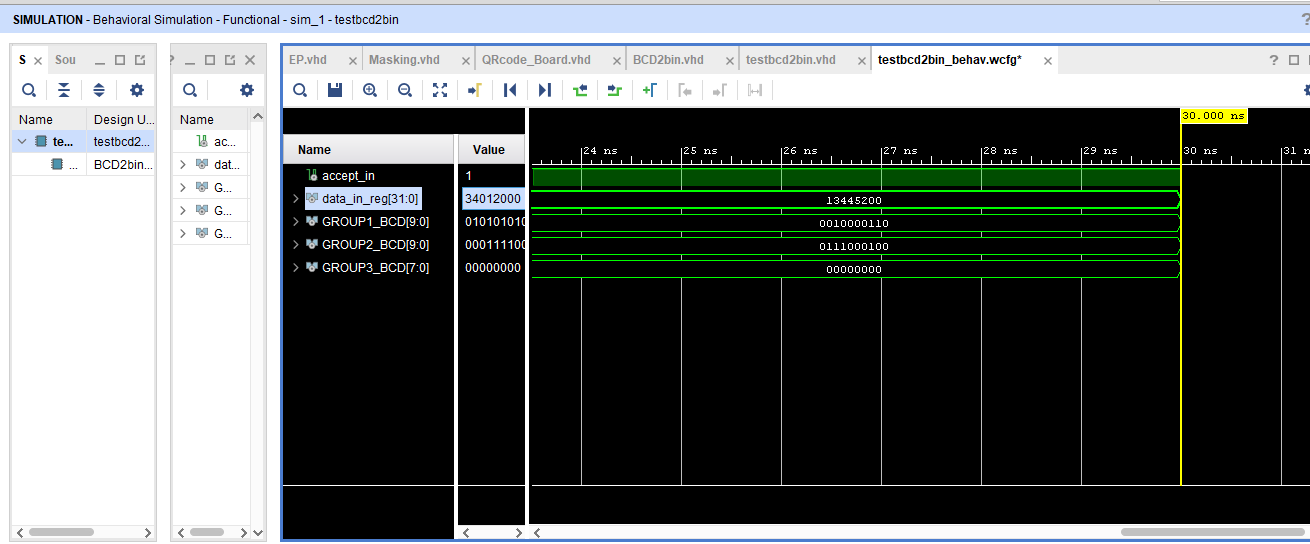 SIMULATION - Behavioral Simulation - Functional - sim_1 - testbcd2bin
?
S
Sou
?
EP.vhd
Masking.vhd
QRcode_Board.vhd
BCD2bin.vhd
testbcd2bin.vhd
testbcd2bin_behav.wcfg*
?
Name Design U...
te... testbcd2...
... BCD2bin...
Name
ac...
dat...
G...
G...
G...
30.000 ns
24 ns 25 ns 26 ns 27 ns 28 ns 29 ns 30 ns 31 n
Name Value
accept_in 1
data_in_reg[31:0] 34012000 13445200
GROUP1_BCD[9:0] 010101010 0010000110
GROUP2_BCD[9:0] 000111100 0111000100
GROUP3_BCD[7:0] 00000000 00000000